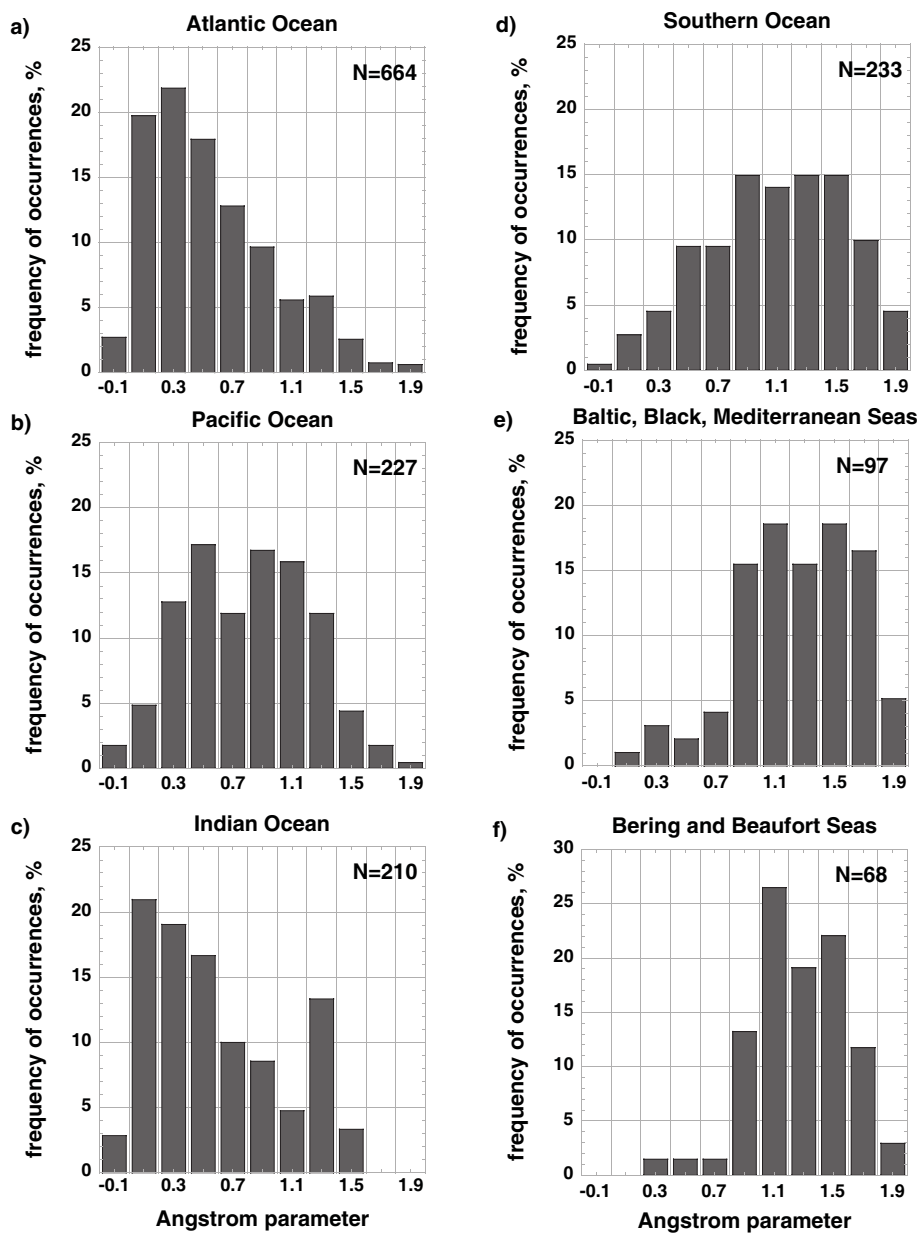 a)
Atlantic Ocean
N=664
frequency of occurrences, %
25
20
15
10
5
0
-0.1 0.3 0.7 1.1 1.5 1.9
b)
Pacific Ocean
N=227
frequency of occurrences, %
25
20
15
10
5
0
-0.1 0.3 0.7 1.1 1.5 1.9
c)
Indian Ocean
N=210
frequency of occurrences, %
25
20
15
10
5
0
-0.1 0.3 0.7 1.1 1.5 1.9
Angstrom parameter
d)
Southern Ocean
N=233
frequency of occurrences, %
25
20
15
10
5
0
-0.1 0.3 0.7 1.1 1.5 1.9
e)
Baltic, Black, Mediterranean Seas
N=97
frequency of occurrences, %
25
20
15
10
5
0
-0.1 0.3 0.7 1.1 1.5 1.9
f)
Bering and Beaufort Seas
N=68
frequency of occurrences, %
30
25
20
15
10
5
0
-0.1 0.3 0.7 1.1 1.5 1.9
Angstrom parameter